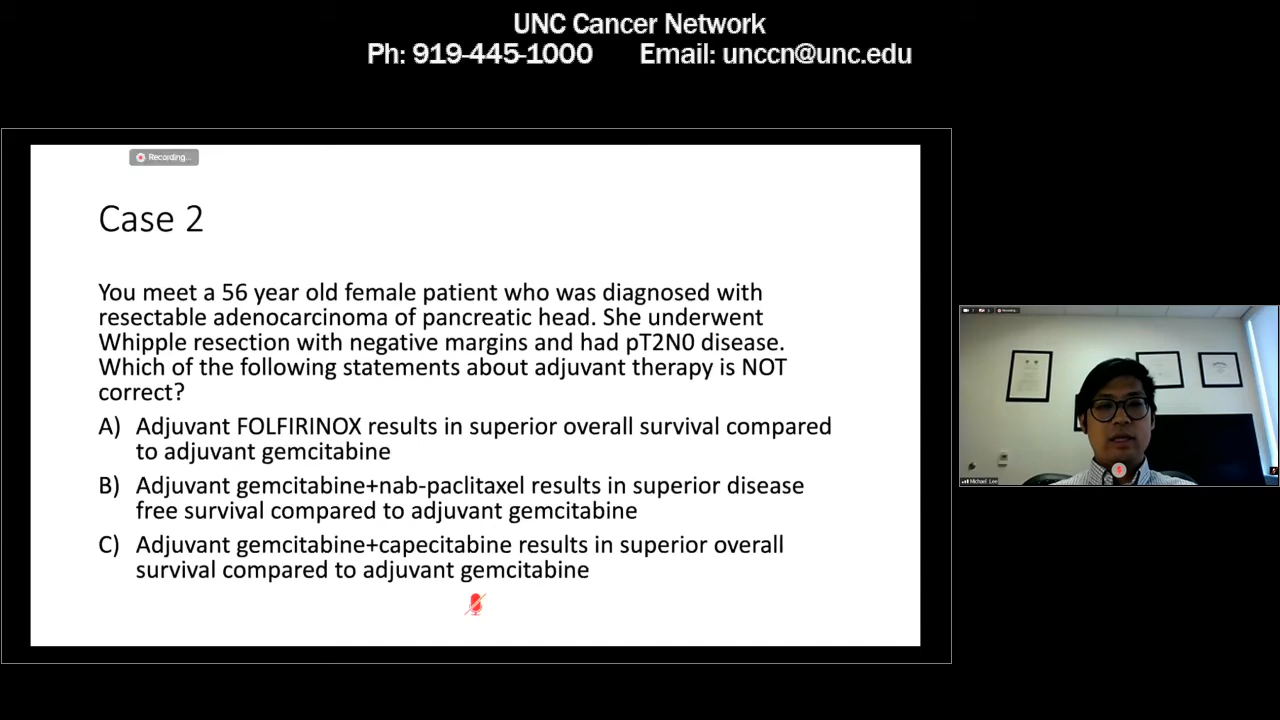 UNC Cancer Network
Ph: 919-445-1000 Email: unccn@unc.edu
Recording...
Case 2
You meet a 56 year old female patient who was diagnosed with
resectable adenocarcinoma of pancreatic head. She underwent
Whipple resection with negative margins and had pT2N0 disease.
Which of the following statements about adjuvant therapy is NOT
correct?
A) Adjuvant FOLFIRINOX results in superior overall survival compared
to adjuvant gemcitabine
B) Adjuvant gemcitabine+nab-paclitaxel results in superior disease
free survival compared to adjuvant gemcitabine
C) Adjuvant gemcitabine+capecitabine results in superior overall
survival compared to adjuvant gemcitabine
Michael Lee